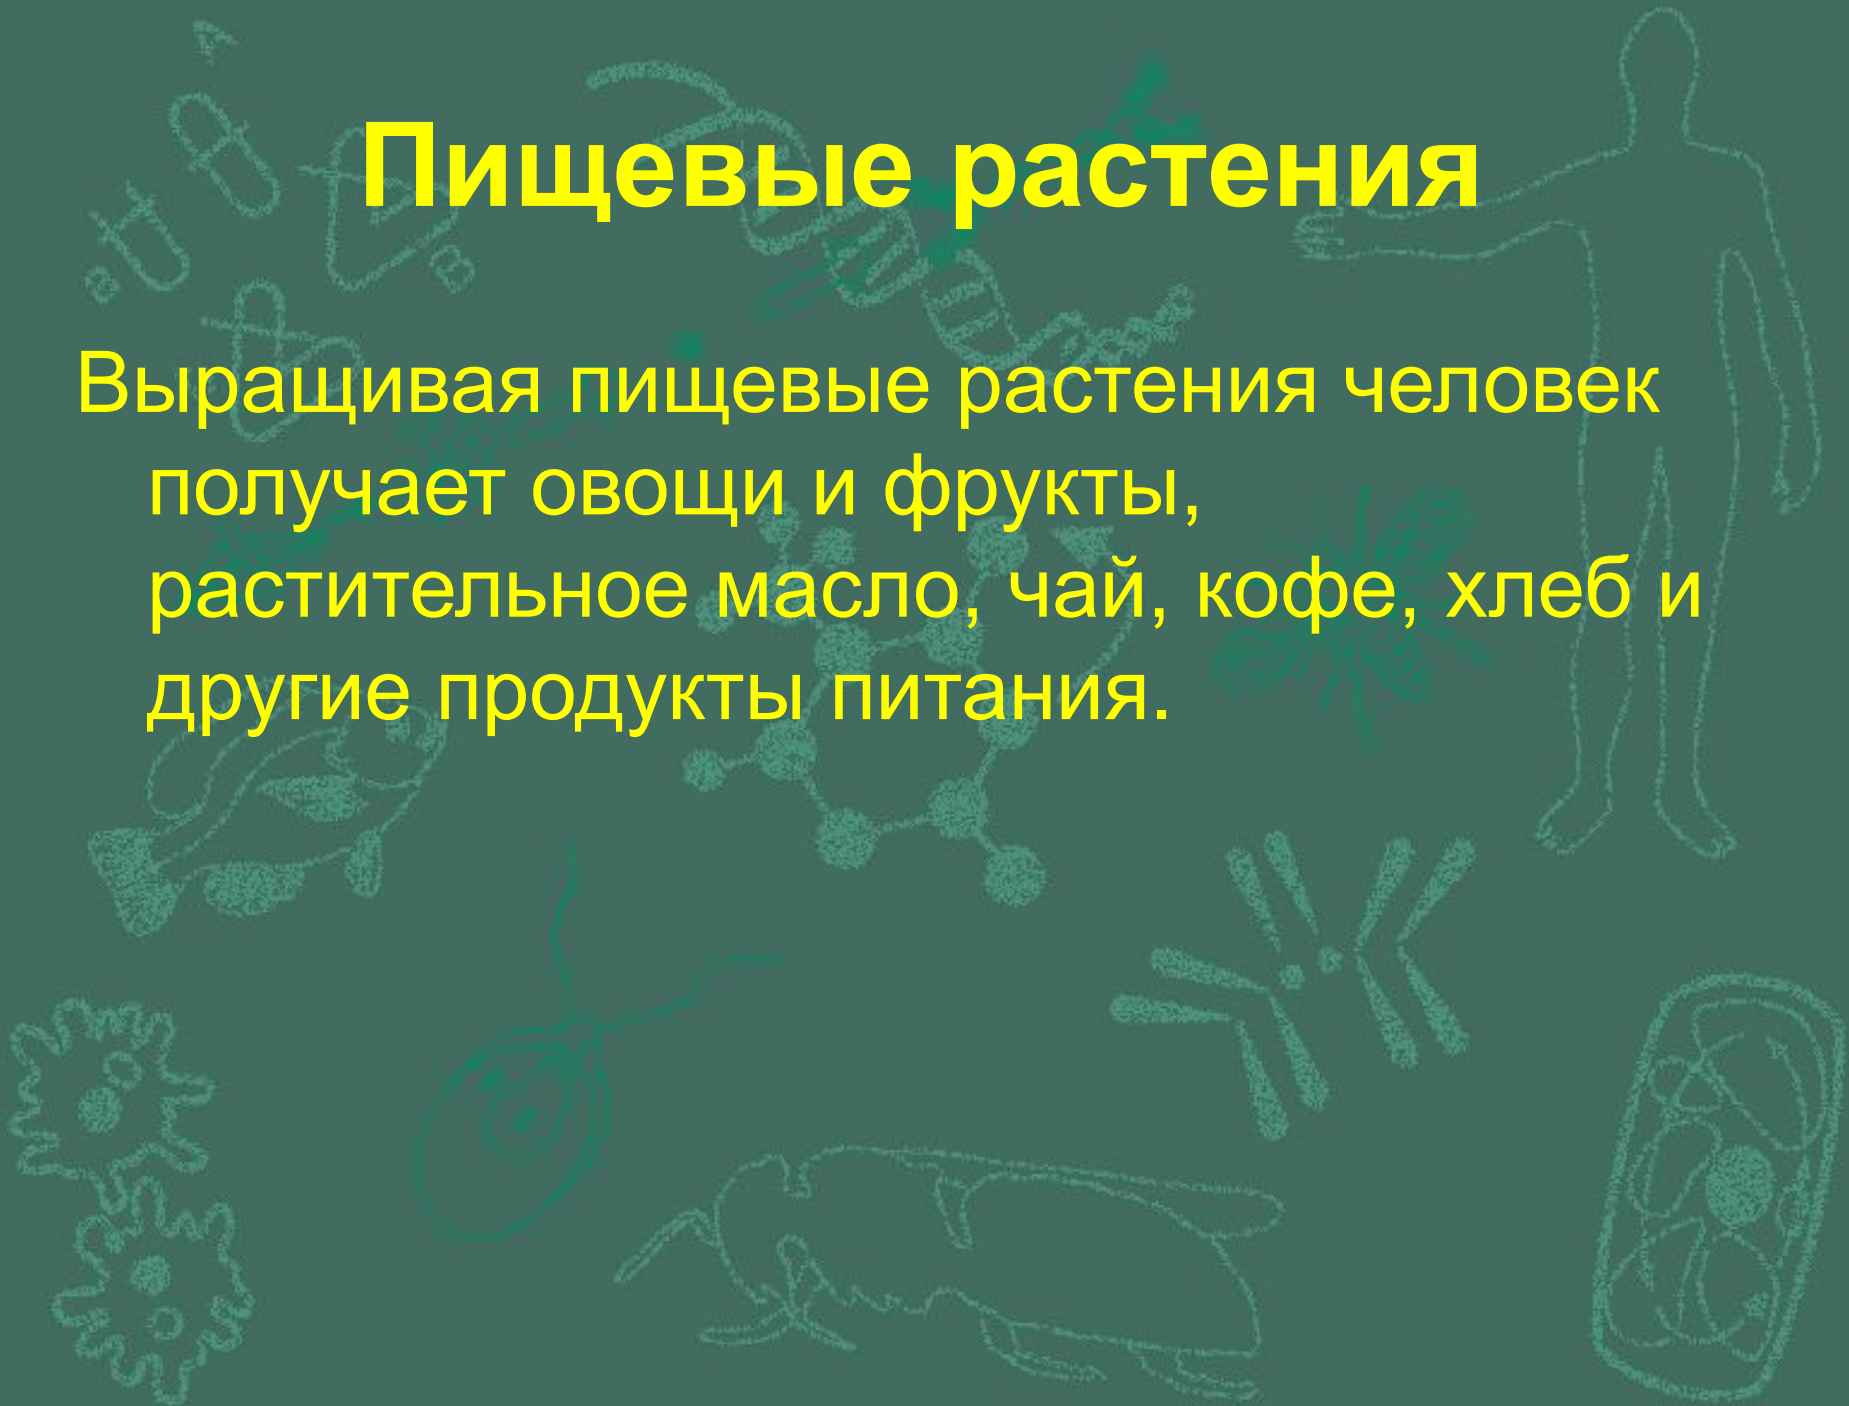 Пищевые растения
Выращивая пищевые растения человек
получает овощи и фрукты,
растительное масло, чай, кофе, хлеб и
другие продукты питания.
A
a
B